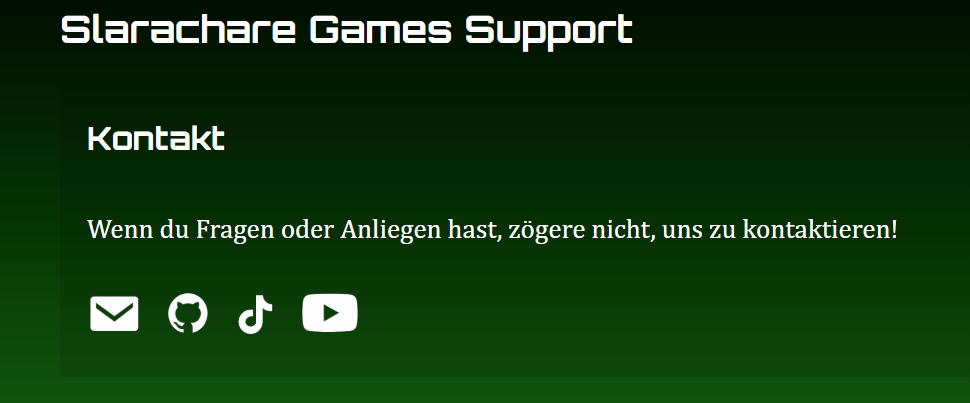 Slarachare Games Support
Kontakt
Wenn du Fragen oder Anliegen hast, zögere nicht, uns zu kontaktieren!